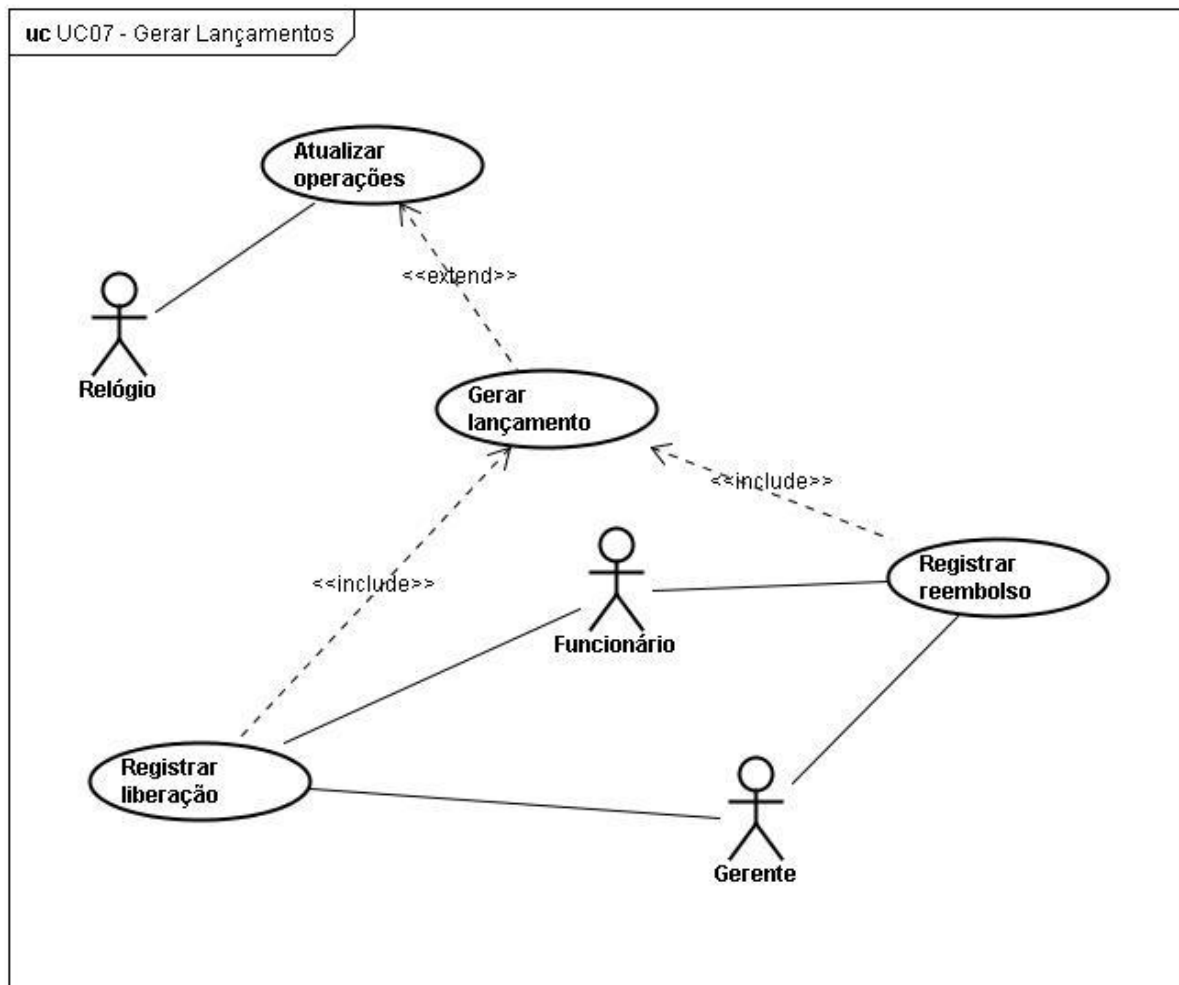 uc UC07 - Gerar Lançamentos
Atualizar
operações
<<extend>>
Relógio
Gerar
lançamento
<<include>>
Registrar
reembolso
<<include>>
Funcionário
Registrar
liberação
Gerente